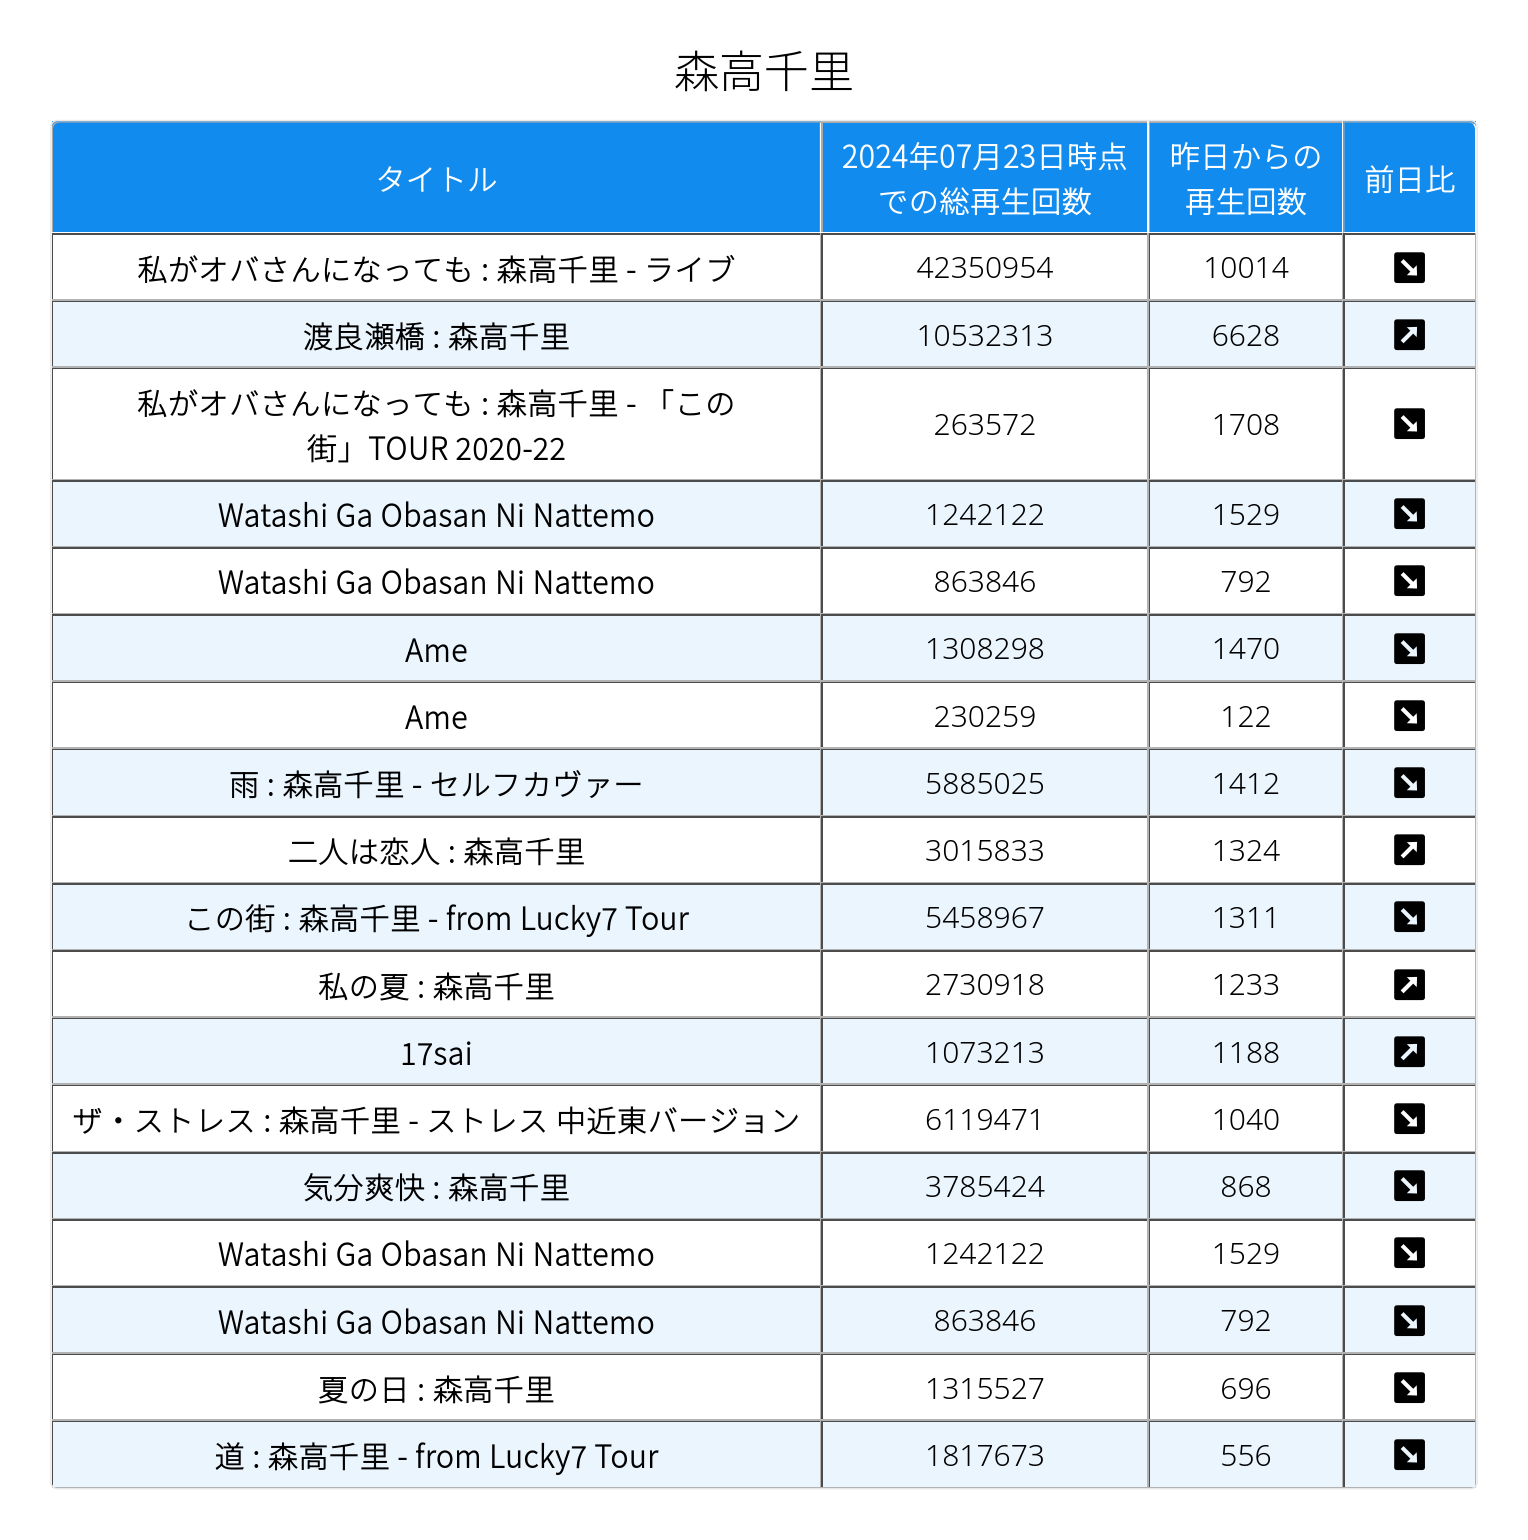 森高千里
タイトル
2024年07月23日時点
での総再生回数
昨日からの
再生回数
前日比
私がオバさんになっても : 森高千里 - ライブ 42350954 10014
渡良瀬橋 : 森高千里 10532313 6628
私がオバさんになっても : 森高千里 - 「この
街」TOUR 2020-22 263572 1708
Watashi Ga Obasan Ni Nattemo 1242122 1529
Watashi Ga Obasan Ni Nattemo 863846 792
Ame 1308298 1470
Ame 230259 122
雨 : 森高千里 - セルフカヴァー 5885025 1412
二人は恋人 : 森高千里 3015833 1324
この街 : 森高千里 - from Lucky7 Tour 5458967 1311
私の夏 : 森高千里 2730918 1233
17sai 1073213 1188
ザ・ストレス : 森高千里 - ストレス 中近東バージョン 6119471 1040
気分爽快 : 森高千里 3785424 868
Watashi Ga Obasan Ni Nattemo 1242122 1529
Watashi Ga Obasan Ni Nattemo 863846 792
夏の日 : 森高千里 1315527 696
道 : 森高千里 - from Lucky7 Tour 1817673 556